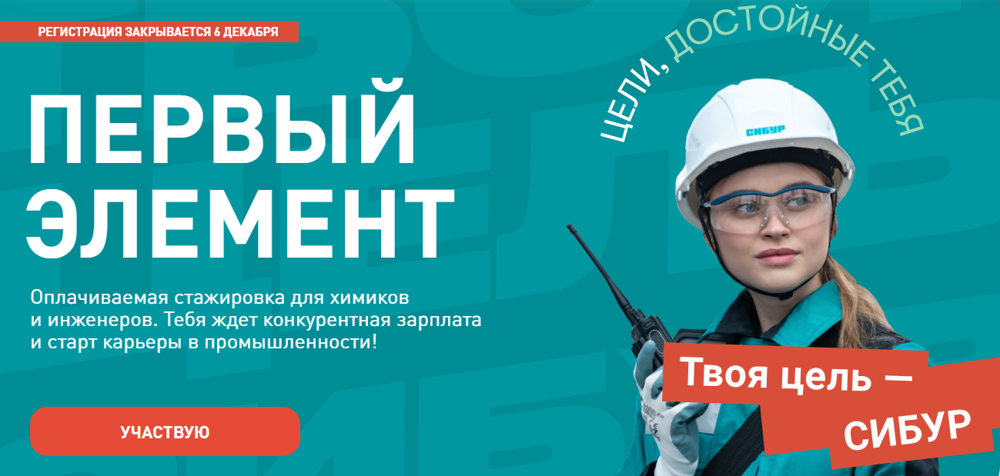 РЕГИСТРАЦИЯ ЗАКРЫВАЕТСЯ 6 ДЕКАБРЯ
ЦЕЛИ, ДОСТОЙНЫЕ ТЕБЯ
ПЕРВЫЙ
ЭЛЕМЕНТ
СИБУР
Оплачиваемая стажировка для химиков
и инженеров. Тебя ждет конкурентная зарплата
и старт карьеры в промышленности!
УЧАСТВУЮ
Твоя цель —
СИБУР